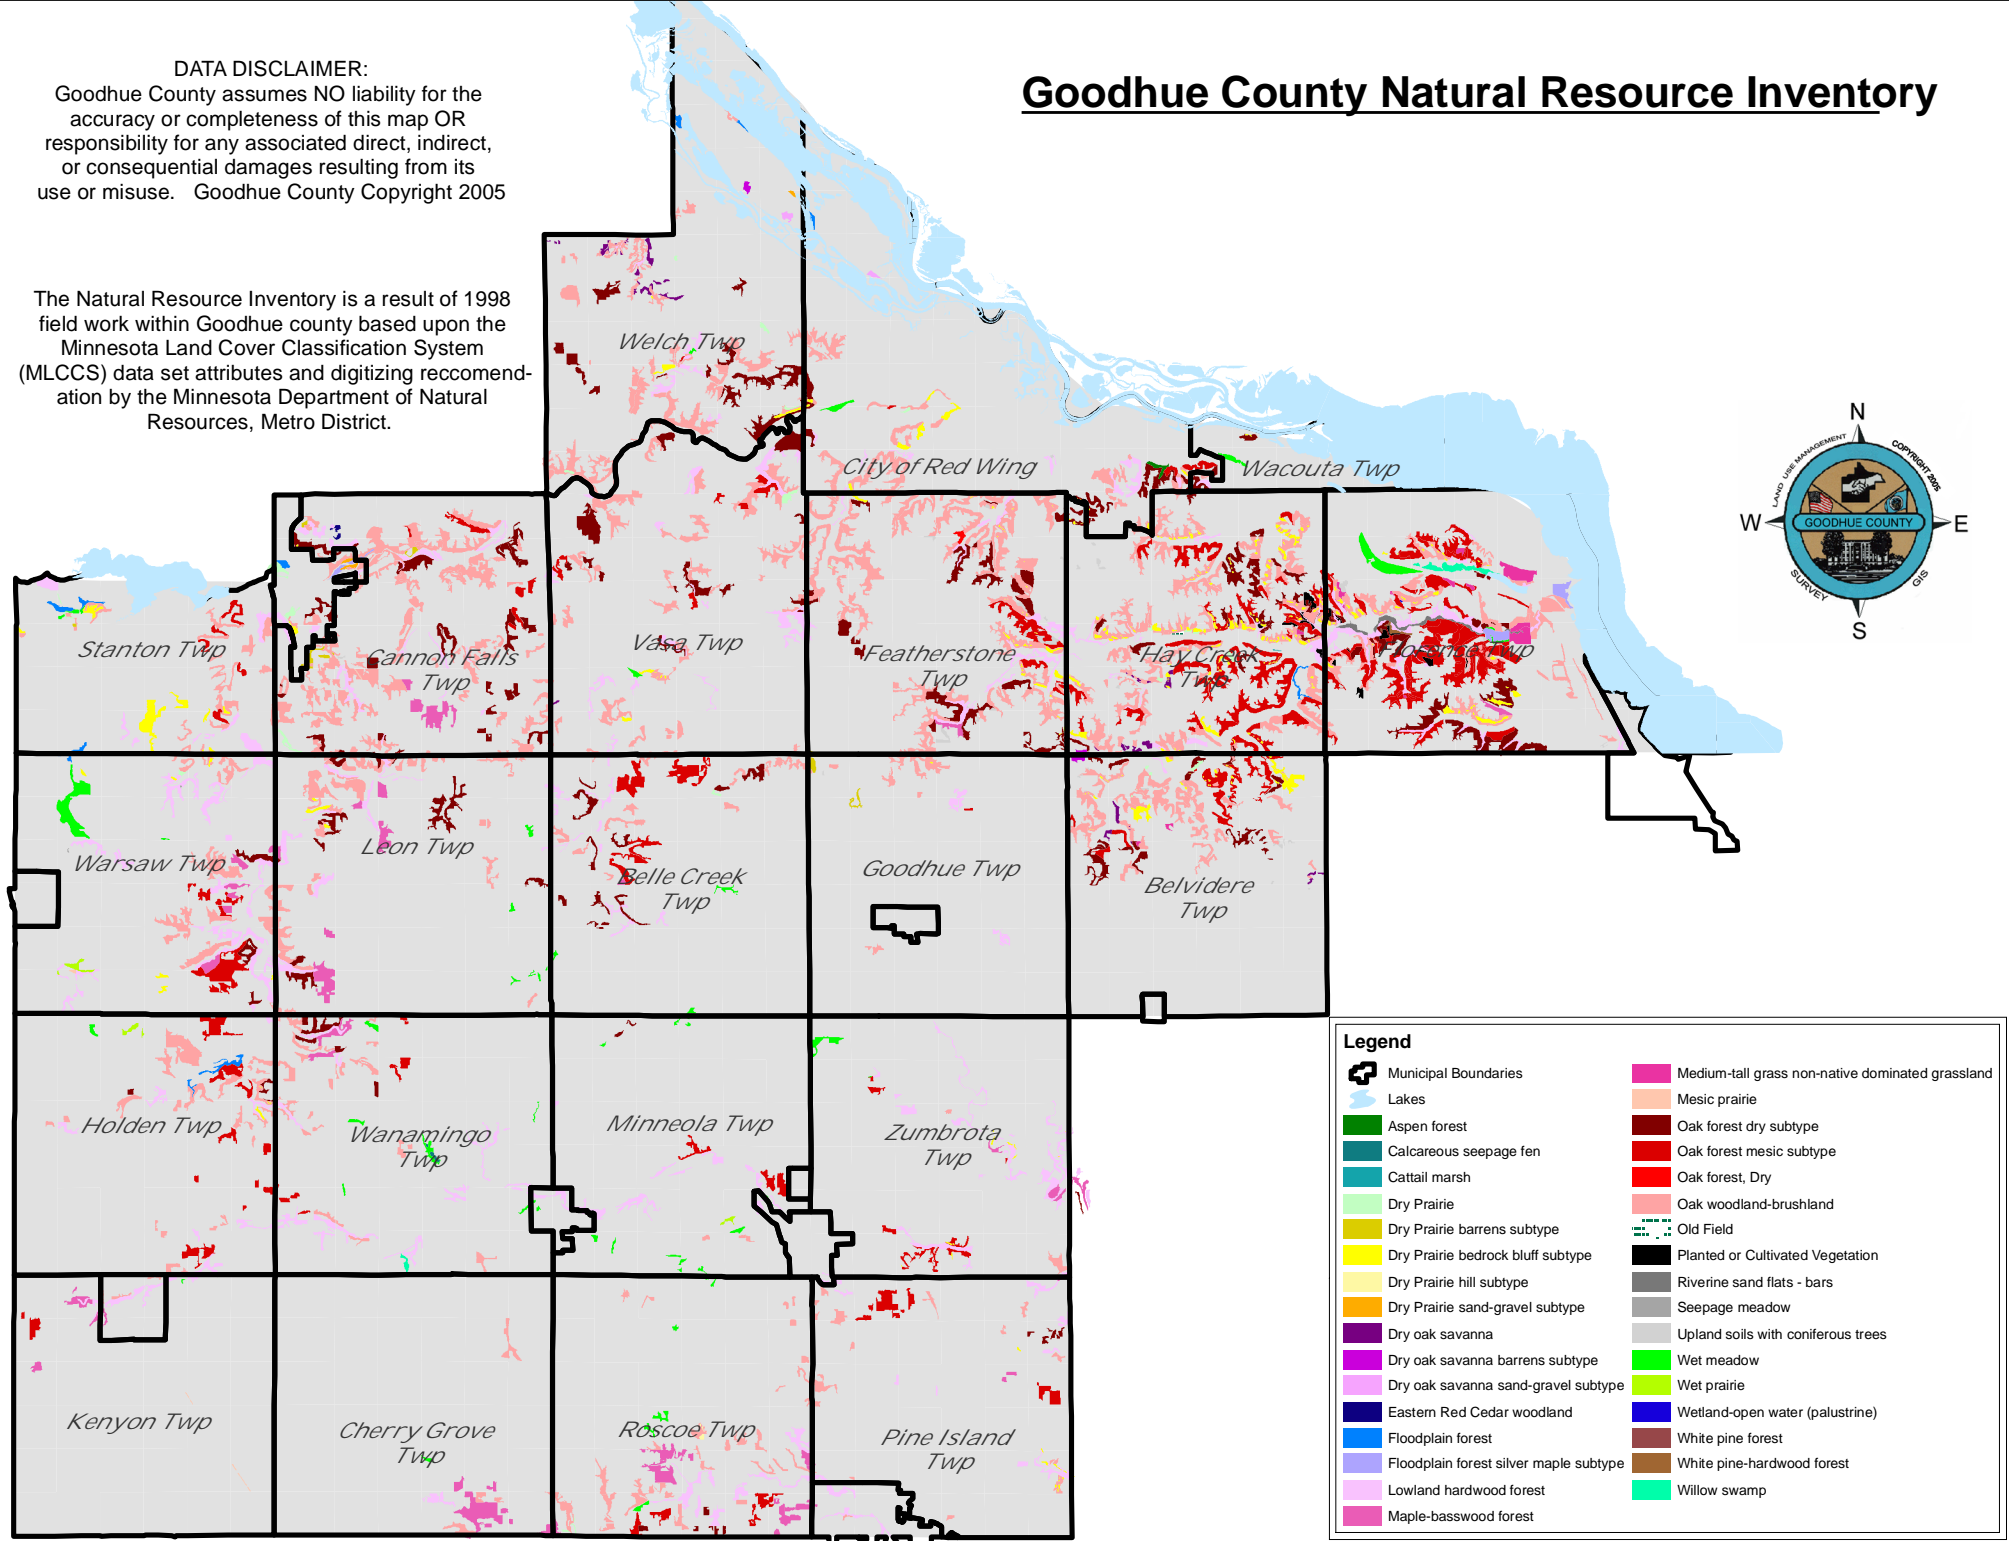 DATA DISCLAIMER:
Goodhue County assumes NO liability for the
accuracy or completeness of this map OR
responsibility for any associated direct, indirect,
or consequential damages resulting from its
use or misuse. Goodhue County Copyright 2005
Goodhue County Natural Resource Inventory
The Natural Resource Inventory is a result of 1998
field work within Goodhue county based upon the
Minnesota Land Cover Classification System
(MLCCS) data set attributes and digitizing reccomend-
ation by the Minnesota Department of Natural
Resources, Metro District.
N
W
E
S
LAND USE MANAGEMENT
COPYRIGHT 2005
GOODHUE COUNTY
SURVEY
GIS
Welch Twp
City of Red Wing
Wacouta Twp
Stanton Twp
Cannon Falls
Twp
Vasa Twp
Featherstone
Twp
Hay Creek
Twp
Florence Twp
Warsaw Twp
Leon Twp
Belle Creek
Twp
Goodhue Twp
Belvidere
Twp
Holden Twp
Wanamingo
Twp
Minneola Twp
Zumbrota
Twp
Kenyon Twp
Cherry Grove
Twp
Roscoe Twp
Pine Island
Twp
Legend
Municipal Boundaries
Lakes
Aspen forest
Calcareous seepage fen
Cattail marsh
Dry Prairie
Dry Prairie barrens subtype
Dry Prairie bedrock bluff subtype
Dry Prairie hill subtype
Dry Prairie sand-gravel subtype
Dry oak savanna
Dry oak savanna barrens subtype
Dry oak savanna sand-gravel subtype
Eastern Red Cedar woodland
Floodplain forest
Floodplain forest silver maple subtype
Lowland hardwood forest
Maple-basswood forest
Medium-tall grass non-native dominated grassland
Mesic prairie
Oak forest dry subtype
Oak forest mesic subtype
Oak forest, Dry
Oak woodland-brushland
Old Field
Planted or Cultivated Vegetation
Riverine sand flats - bars
Seepage meadow
Upland soils with coniferous trees
Wet meadow
Wet prairie
Wetland-open water (palustrine)
White pine forest
White pine-hardwood forest
Willow swamp